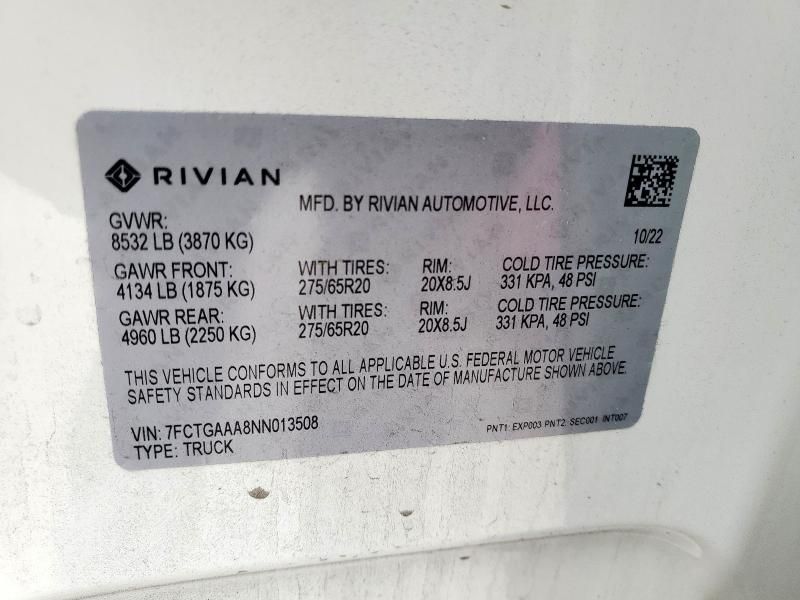 RIVIAN
MFD. BY RIVIAN AUTOMOTIVE, LLC.
10/22
GVWR:
8532 LB (3870 KG)
GAWR FRONT: WITH TIRES: RIM: COLD TIRE PRESSURE:
4134 LB (1875 KG) 275/65R20 20X8.5J 331 KPA, 48 PSI
GAWR REAR: WITH TIRES: RIM: COLD TIRE PRESSURE:
4960 LB (2250 KG) 275/65R20 20X8.5J 331 KPA, 48 PSI
THIS VEHICLE CONFORMS TO ALL APPLICABLE U.S. FEDERAL MOTOR VEHICLE
SAFETY STANDARDS IN EFFECT ON THE DATE OF MANUFACTURE SHOWN ABOVE.
VIN: 7FCTGAAA8NN013508
TYPE: TRUCK
PNT1: EXP003 PNT2: SEC001 INT007